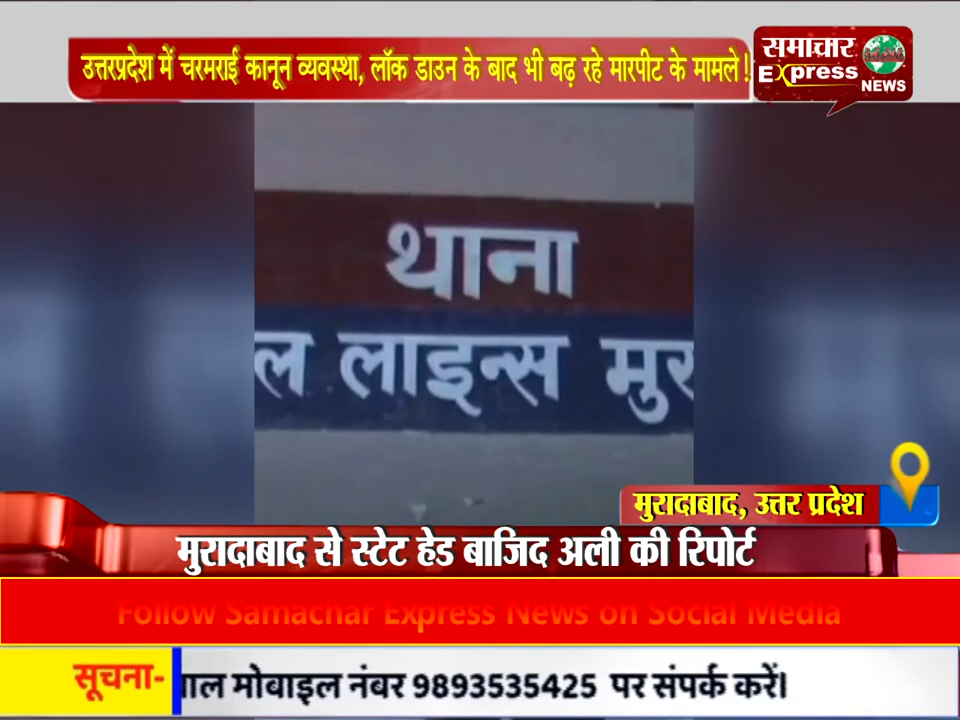 उत्तरप्रदेश में चरमराई कानून व्यवस्था, लॉक डाउन के बाद भी बढ़ रहे मारपीट के मामले !
समाचार
Express
NEWS
थाना
ल लाइन्स मुर
मुरादाबाद, उत्तर प्रदेश
मुरादाबाद से स्टेट हेड बाजिद अली की रिपोर्ट
Follow Samachar Express News on Social Media
सूचना- ाल मोबाइल नंबर 9893535425 पर संपर्क करें।